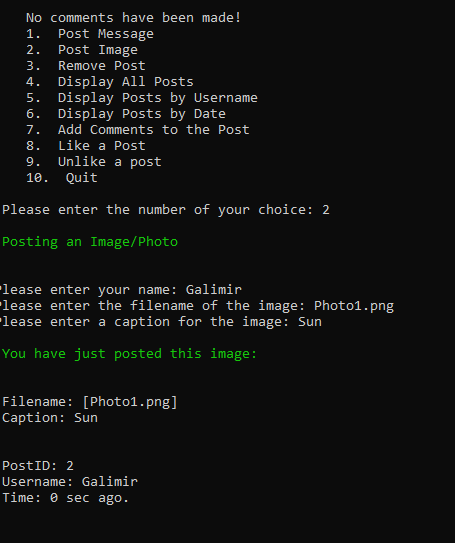 No comments have been made!
1. Post Message
2. Post Image
3. Remove Post
4. Display All Posts
5. Display Posts by Username
6. Display Posts by Date
7. Add Comments to the Post
8. Like a Post
9. Unlike a post
10. Quit
Please enter the number of your choice: 2
Posting an Image/Photo
Please enter your name: Galimir
Please enter the filename of the image: Photo1.png
Please enter a caption for the image: Sun
You have just posted this image:
Filename: [Photo1.png]
Caption: Sun
PostID: 2
Username: Galimir
Time: 0 sec ago.